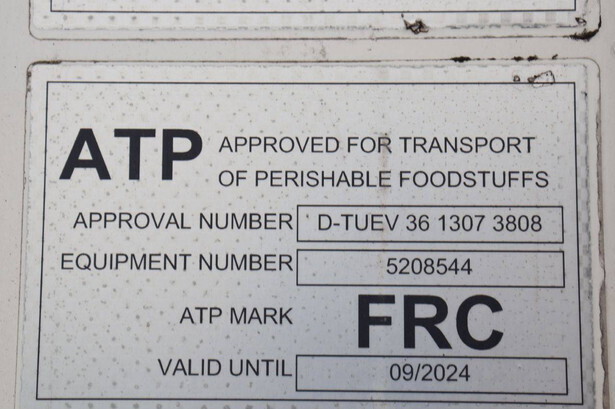 ATP APPROVED FOR TRANSPORT
OF PERISHABLE FOODSTUFFS
APPROVAL NUMBER D-TUEV 36 1307 3808
EQUIPMENT NUMBER 5208544
ATP MARK FRC
VALID UNTIL 09/2024